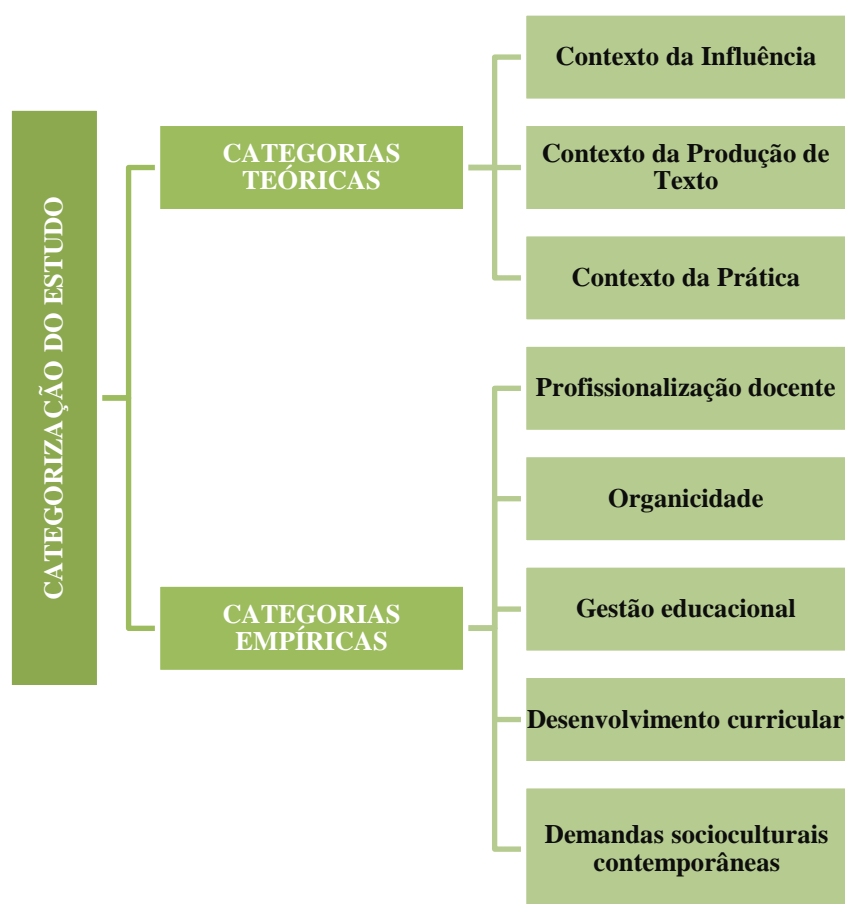 CATEGORIZAÇÃO DO ESTUDO
CATEGORIAS
TEÓRICAS
Contexto da Influência
Contexto da Produção de
Texto
Contexto da Prática
CATEGORIAS
EMPÍRICAS
Profissionalização docente
Organicidade
Gestão educacional
Desenvolvimento curricular
Demandas socioculturais
contemporâneas